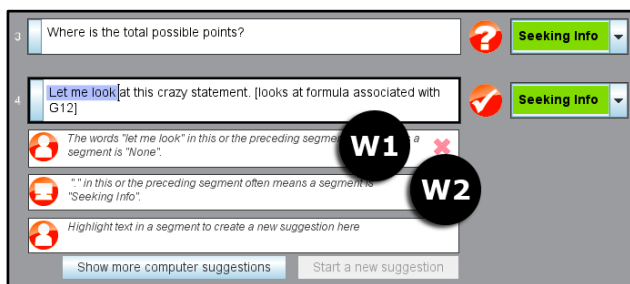 3 Where is the total possible points? ? Seeking Info
4 Let me look at this crazy statement. [looks at formula associated with Seeking Info
G12]
The words "let me look" in this or the preceding segment a
segment is "None".
W1
"." in this or the preceding segment often means a segment is
"Seeking Info".
W2
Highlight text in a segment to create a new suggestion here
Show more computer suggestions Start a new suggestion